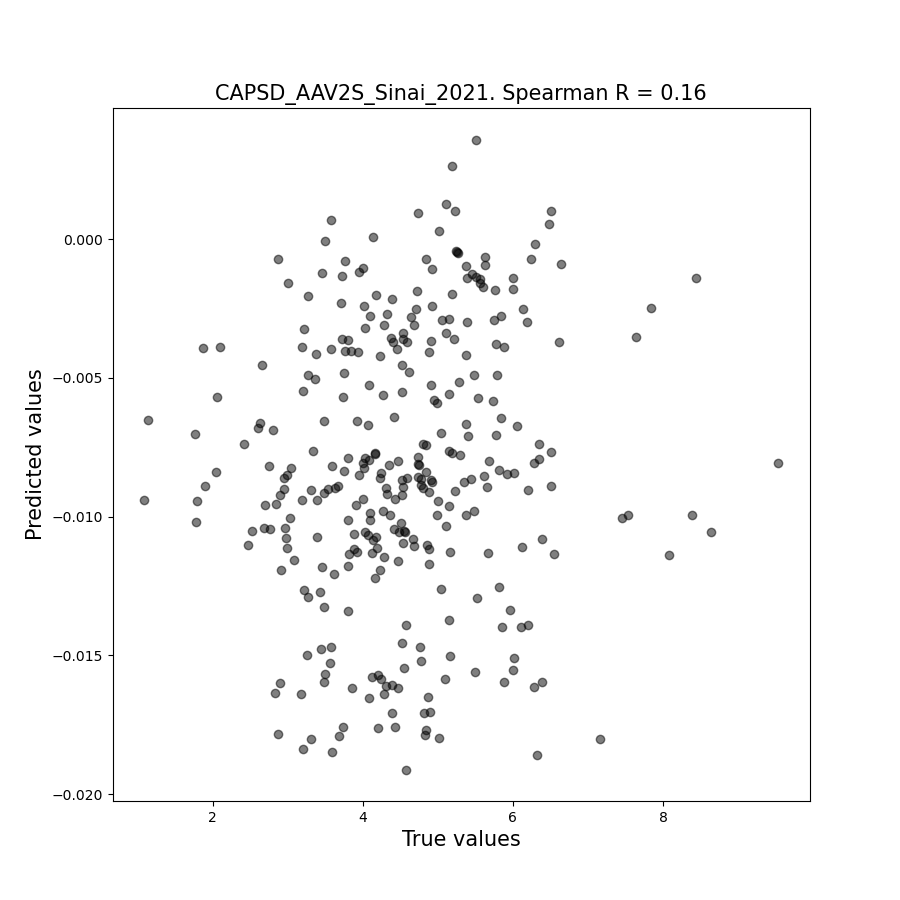 CAPSD_AAV2S_Sinai_2021. Spearman R = 0.16
Predicted values
0.000
−0.005
−0.010
−0.015
−0.020
2 4 6 8
True values